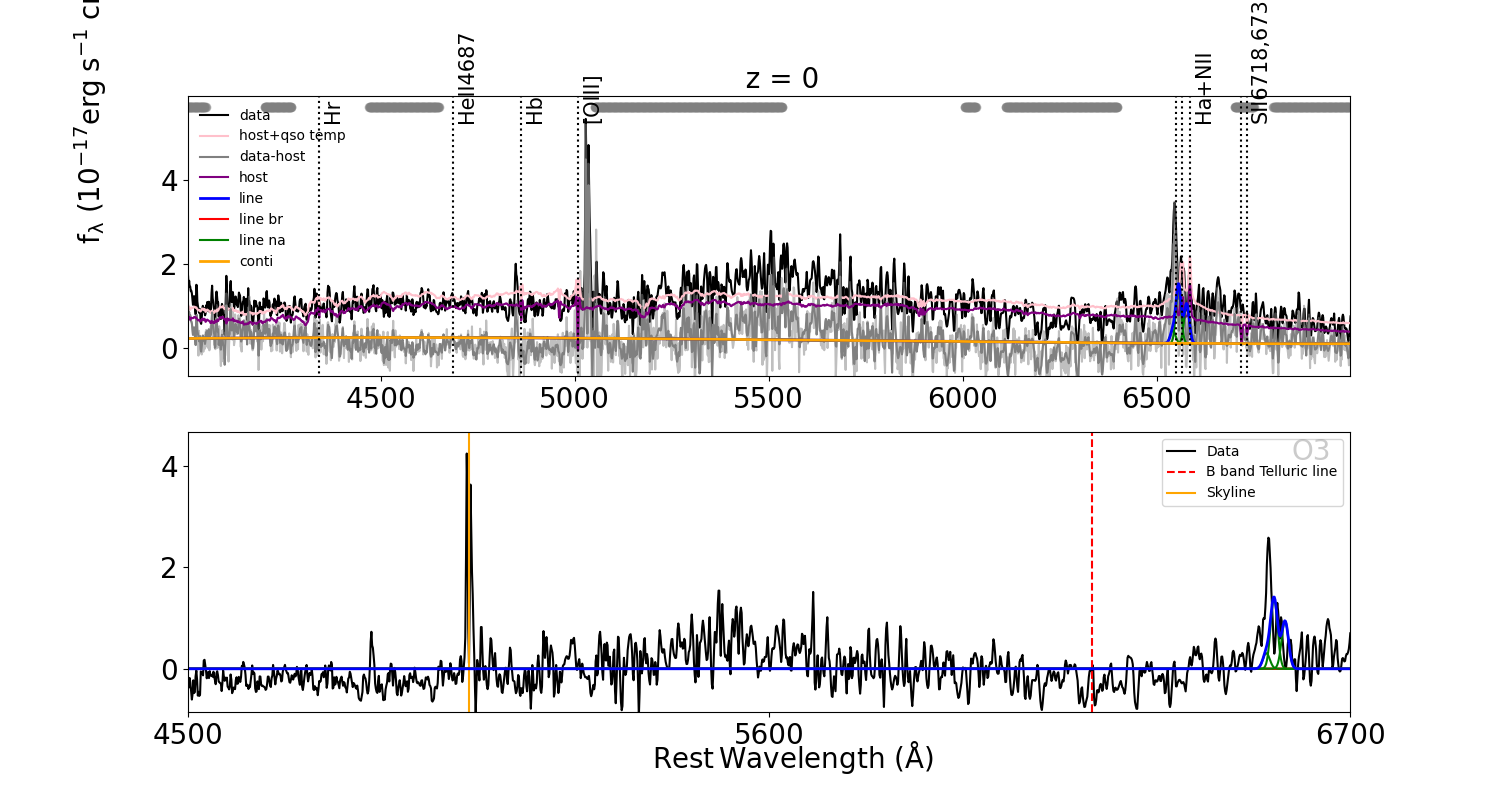 z = 0
Hr
HeII4687
Hb
[OIII]
Ha+NII
SII6718,673
f_λ (10^{−17}erg s^{−1} c
data
host+qso temp
data-host
host
line
line br
line na
conti
4
2
0
4500 5000 5500 6000 6500
O3
Data
B band Telluric line
Skyline
4
2
0
4500 5600 6700
Rest Wavelength (Å)